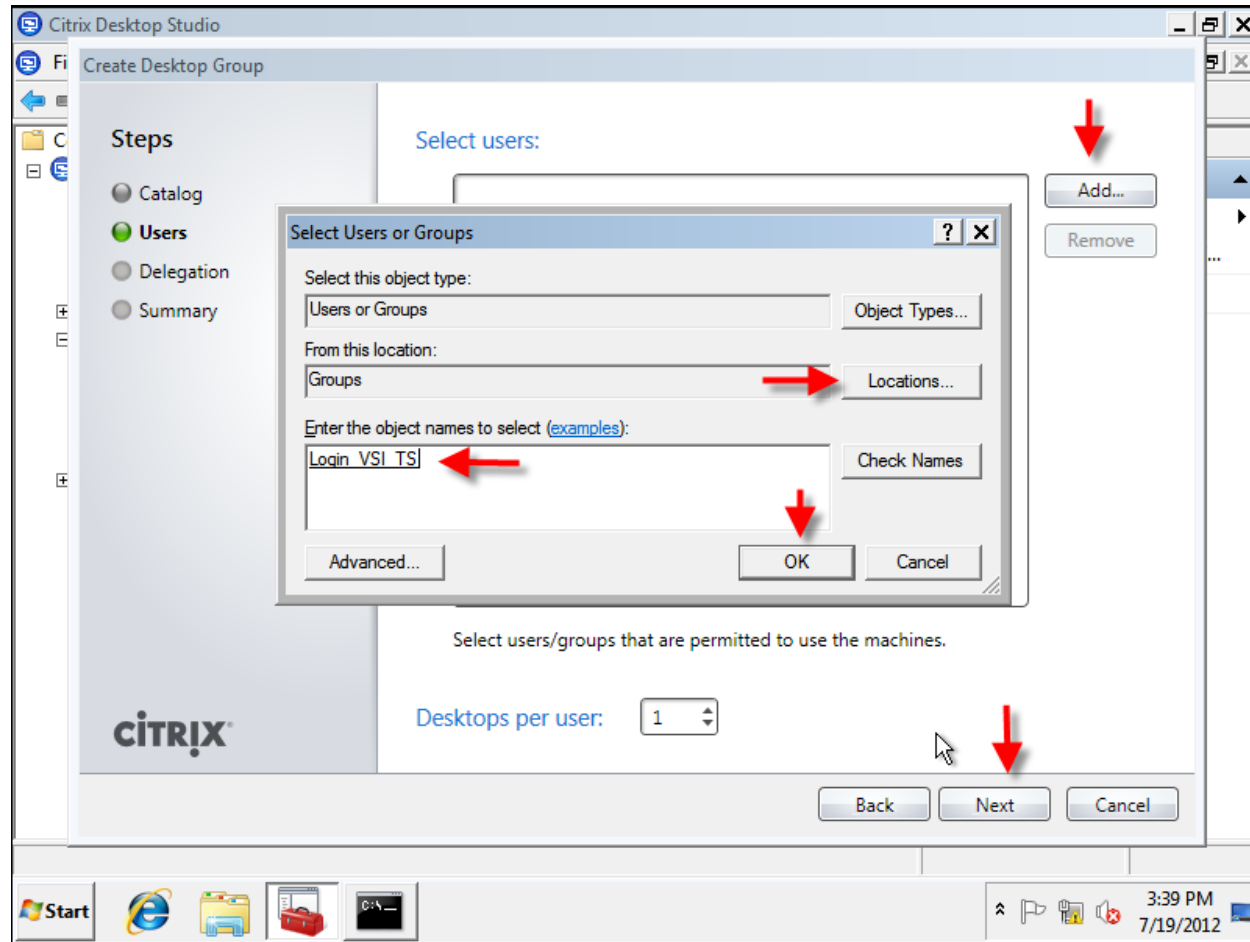 Citrix Desktop Studio
Fi
Create Desktop Group
C
Steps
Catalog
Users
Delegation
Summary
CİTRIX
Select users:
Add...
Remove
...
Select Users or Groups
Select this object type:
Users or Groups
Object Types...
From this location:
Groups
Locations...
Enter the object names to select (examples):
Login_VSI_TS
Check Names
Advanced...
OK
Cancel
Select users/groups that are permitted to use the machines.
Desktops per user:
1
Back
Next
Cancel
Start
C:\_
3:39 PM
7/19/2012